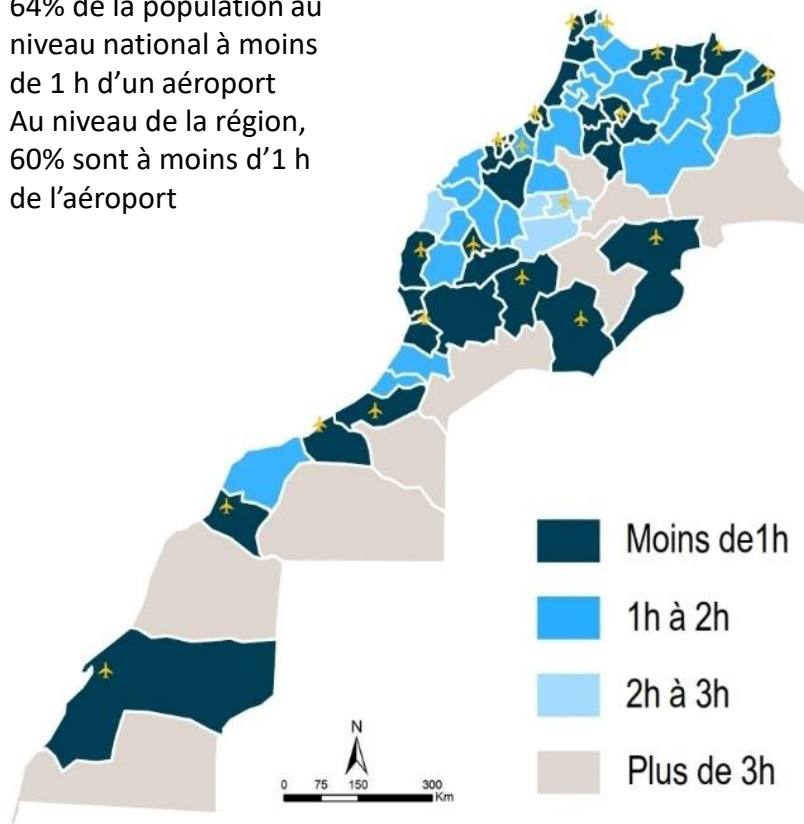 64% de la population au
niveau national à moins
de 1 h d’un aéroport
Au niveau de la région,
60% sont à moins d’1 h
de l’aéroport
Moins de1h
1h à 2h
2h à 3h
Plus de 3h
N
0 75 150 300
Km